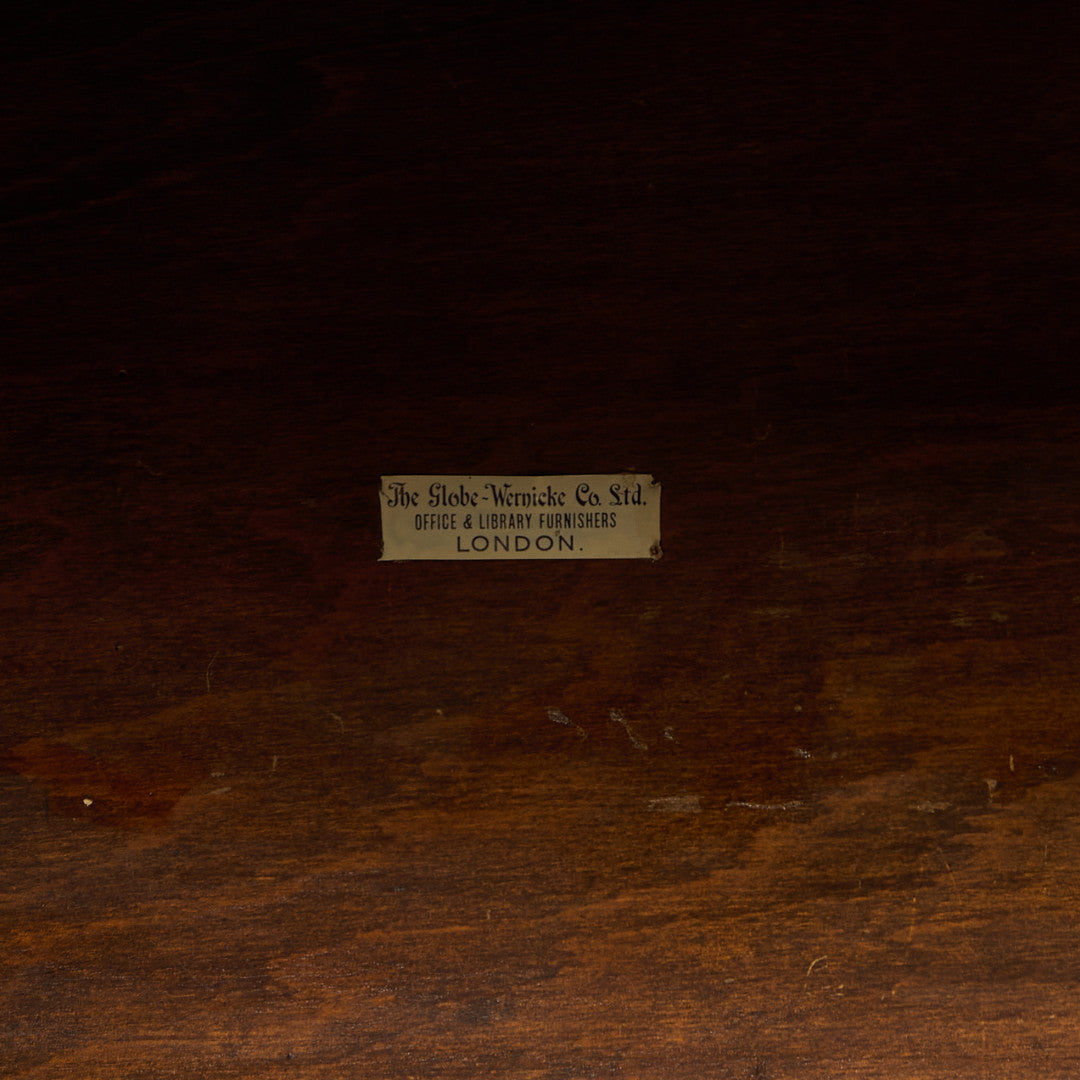 The Globe-Wernicke Co. Ltd.
OFFICE & LIBRARY FURNISHERS
LONDON.